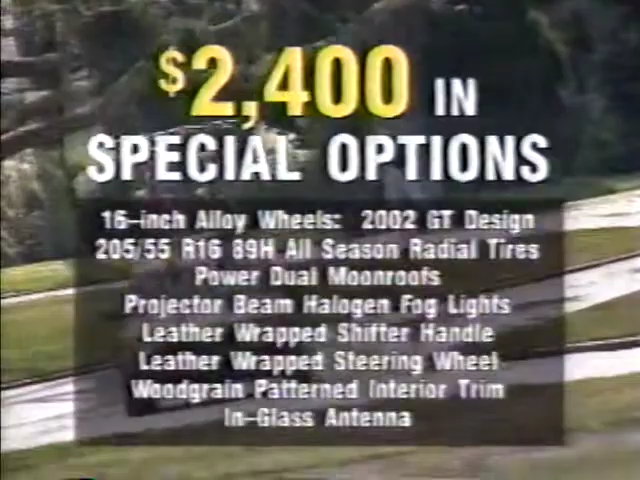 $2,400 IN
SPECIAL OPTIONS
16-inch Alloy Wheels: 2002 GT Design
205/55 R16 89H All Season Radial Tires
Power Dual Moonroofs
Projector Beam Halogen Fog Lights
Leather Wrapped Shifter Handle
Leather Wrapped Steering Wheel
Woodgrain Patterned Interior Trim
In-Glass Antenna